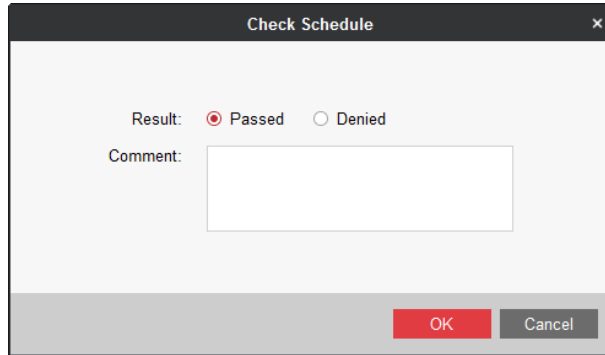 Check Schedule ×
Result: Passed Denied
Comment:
OK Cancel